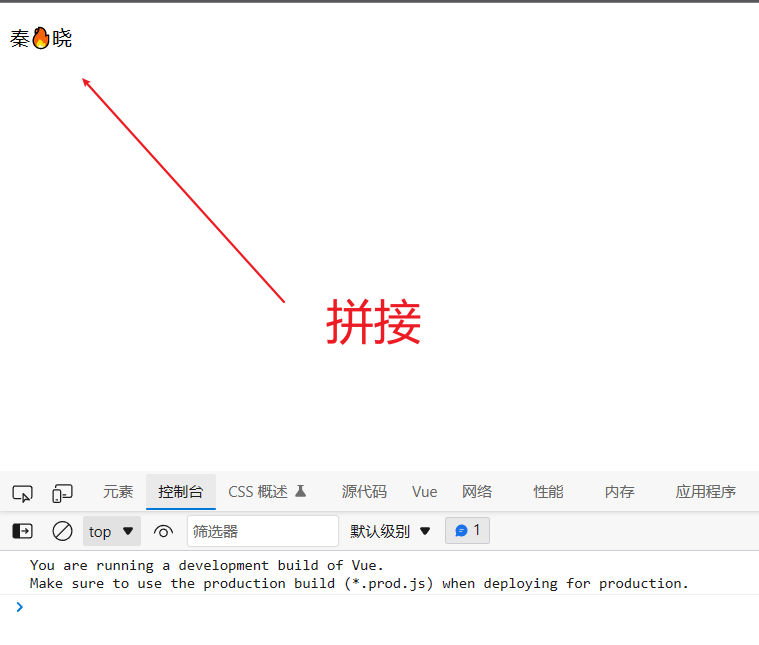 秦🔥晓
拼接
元素 控制台 CSS 概述 源代码 Vue 网络 性能 内存 应用程序
top 筛选器 默认级别 1
You are running a development build of Vue.
Make sure to use the production build (*.prod.js) when deploying for production.